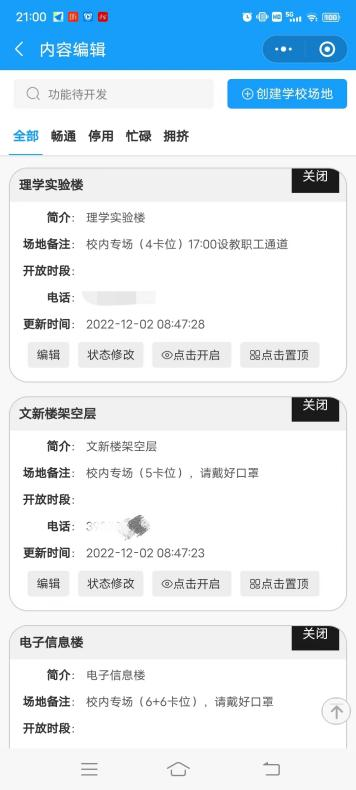 21:00
HD 5G 100
内容编辑
功能待开发
创建学校场地
全部 畅通 停用 忙碌 拥挤
理学实验楼 关闭
简介: 理学实验楼
场地备注: 校内专场（4卡位）17:00设教职工通道
开放时段:
电话:
更新时间: 2022-12-02 08:47:28
编辑 状态修改 点击开启 点击置顶
文新楼架空层 关闭
简介: 文新楼架空层
场地备注: 校内专场（5卡位），请戴好口罩
开放时段:
电话:
更新时间: 2022-12-02 08:47:23
编辑 状态修改 点击开启 点击置顶
电子信息楼 关闭
简介: 电子信息楼
场地备注: 校内专场（6+6卡位），请戴好口罩
开放时段: